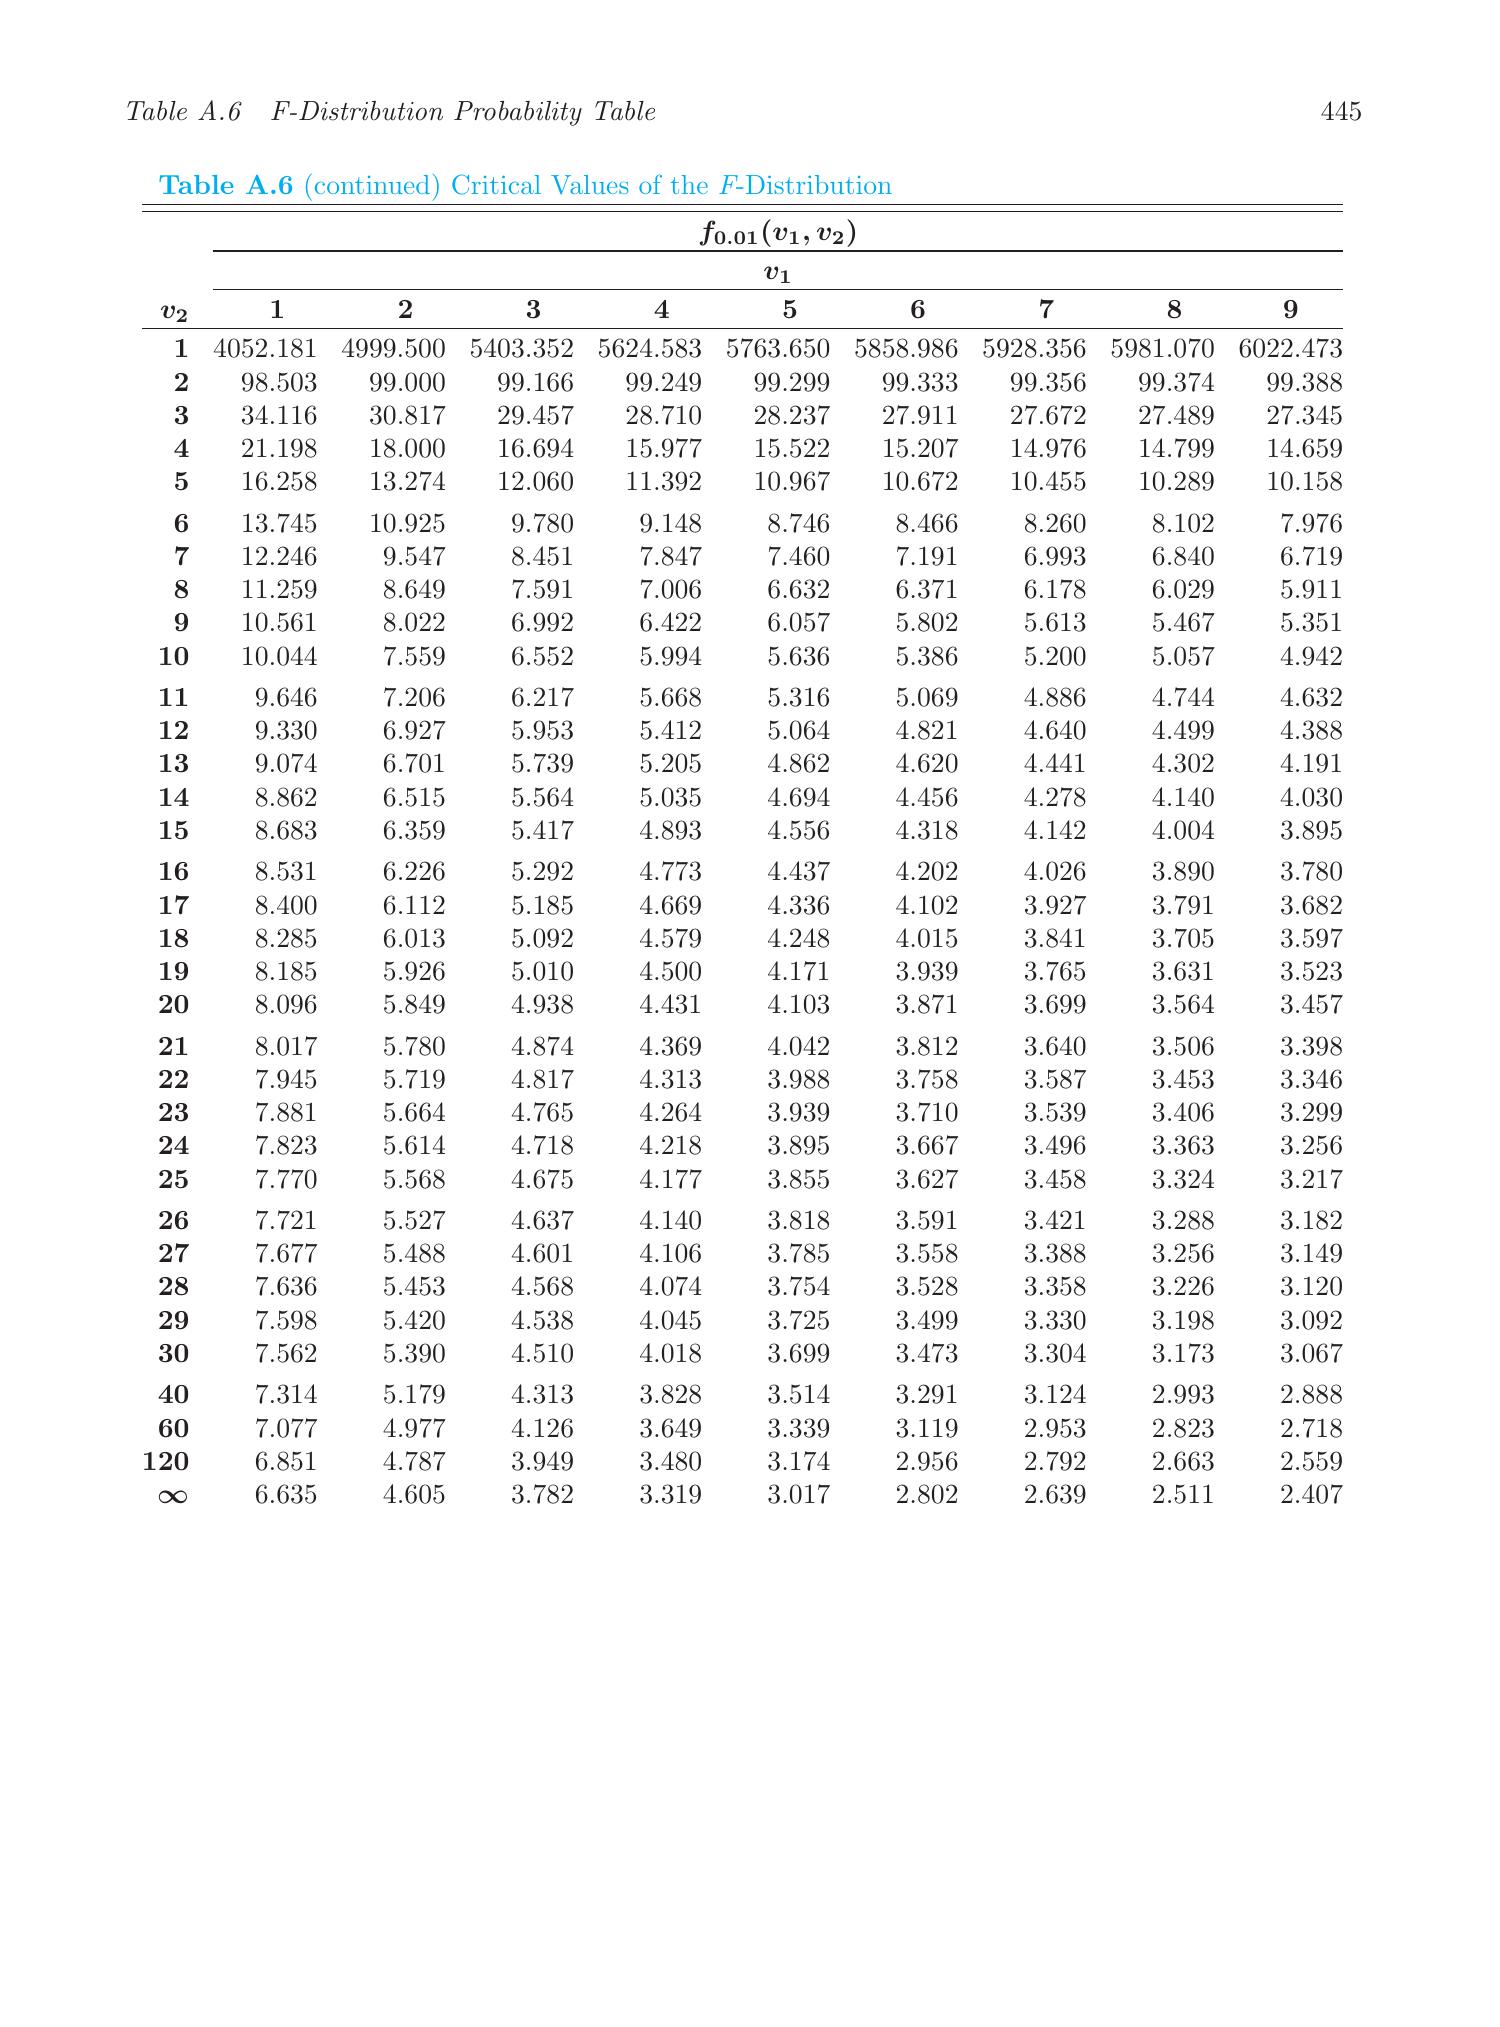 Table A.6 F-Distribution Probability Table 445
Table A.6 (continued) Critical Values of the F-Distribution
f0.01(v1, v2)
v1
v2 1 2 3 4 5 6 7 8 9
1 4052.181 4999.500 5403.352 5624.583 5763.650 5858.986 5928.356 5981.070 6022.473
2 98.503 99.000 99.166 99.249 99.299 99.333 99.356 99.374 99.388
3 34.116 30.817 29.457 28.710 28.237 27.911 27.672 27.489 27.345
4 21.198 18.000 16.694 15.977 15.522 15.207 14.976 14.799 14.659
5 16.258 13.274 12.060 11.392 10.967 10.672 10.455 10.289 10.158
6 13.745 10.925 9.780 9.148 8.746 8.466 8.260 8.102 7.976
7 12.246 9.547 8.451 7.847 7.460 7.191 6.993 6.840 6.719
8 11.259 8.649 7.591 7.006 6.632 6.371 6.178 6.029 5.911
9 10.561 8.022 6.992 6.422 6.057 5.802 5.613 5.467 5.351
10 10.044 7.559 6.552 5.994 5.636 5.386 5.200 5.057 4.942
11 9.646 7.206 6.217 5.668 5.316 5.069 4.886 4.744 4.632
12 9.330 6.927 5.953 5.412 5.064 4.821 4.640 4.499 4.388
13 9.074 6.701 5.739 5.205 4.862 4.620 4.441 4.302 4.191
14 8.862 6.515 5.564 5.035 4.694 4.456 4.278 4.140 4.030
15 8.683 6.359 5.417 4.893 4.556 4.318 4.142 4.004 3.895
16 8.531 6.226 5.292 4.773 4.437 4.202 4.026 3.890 3.780
17 8.400 6.112 5.185 4.669 4.336 4.102 3.927 3.791 3.682
18 8.285 6.013 5.092 4.579 4.248 4.015 3.841 3.705 3.597
19 8.185 5.926 5.010 4.500 4.171 3.939 3.765 3.631 3.523
20 8.096 5.849 4.938 4.431 4.103 3.871 3.699 3.564 3.457
21 8.017 5.780 4.874 4.369 4.042 3.812 3.640 3.506 3.398
22 7.945 5.719 4.817 4.313 3.988 3.758 3.587 3.453 3.346
23 7.881 5.664 4.765 4.264 3.939 3.710 3.539 3.406 3.299
24 7.823 5.614 4.718 4.218 3.895 3.667 3.496 3.363 3.256
25 7.770 5.568 4.675 4.177 3.855 3.627 3.458 3.324 3.217
26 7.721 5.527 4.637 4.140 3.818 3.591 3.421 3.288 3.182
27 7.677 5.488 4.601 4.106 3.785 3.558 3.388 3.256 3.149
28 7.636 5.453 4.568 4.074 3.754 3.528 3.358 3.226 3.120
29 7.598 5.420 4.538 4.045 3.725 3.499 3.330 3.198 3.092
30 7.562 5.390 4.510 4.018 3.699 3.473 3.304 3.173 3.067
40 7.314 5.179 4.313 3.828 3.514 3.291 3.124 2.993 2.888
60 7.077 4.977 4.126 3.649 3.339 3.119 2.953 2.823 2.718
120 6.851 4.787 3.949 3.480 3.174 2.956 2.792 2.663 2.559
∞ 6.635 4.605 3.782 3.319 3.017 2.802 2.639 2.511 2.407